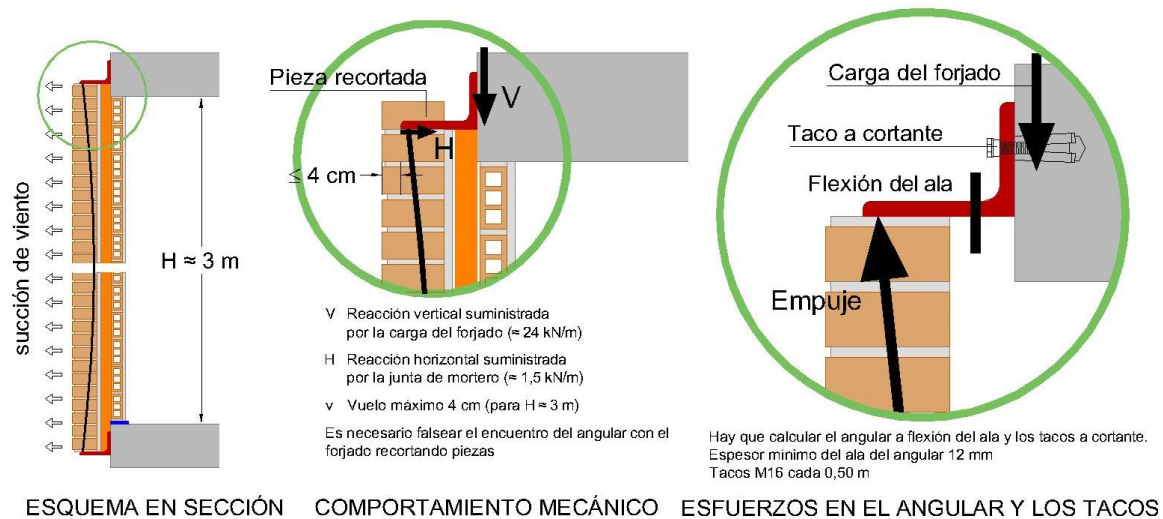 succión de viento
H ≈ 3 m
ESQUEMA EN SECCIÓN
Pieza recortada
V
H
≤ 4 cm
V Reacción vertical suministrada
por la carga del forjado (≈ 24 kN/m)
H Reacción horizontal suministrada
por la junta de mortero (≈ 1,5 kN/m)
v Vuelo máximo 4 cm (para H ≈ 3 m)
Es necesario falsear el encuentro del angular con el
forjado recortando piezas
COMPORTAMIENTO MECÁNICO
Carga del forjado
Taco a cortante
Flexión del ala
Empuje
Hay que calcular el angular a flexión del ala y los tacos a cortante.
Espesor mínimo del ala del angular 12 mm
Tacos M16 cada 0,50 m
ESFUERZOS EN EL ANGULAR Y LOS TACOS